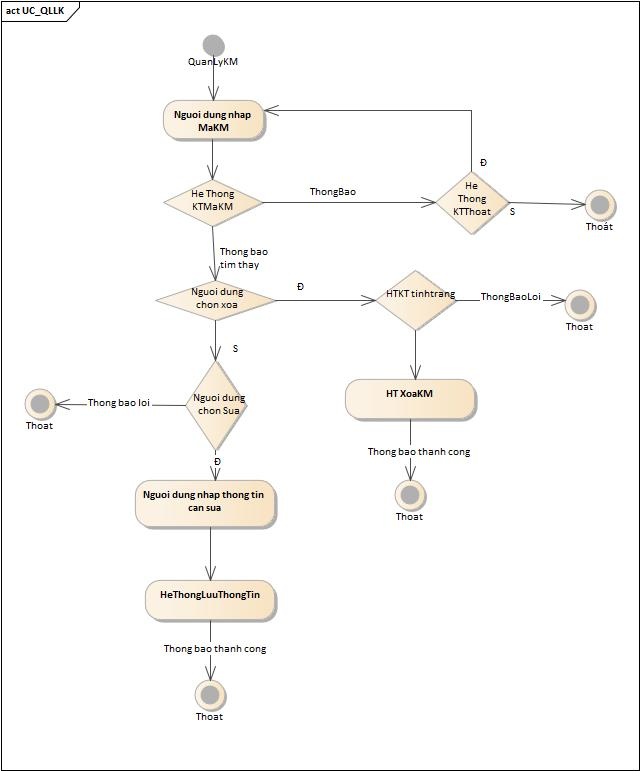 act UC_QLLK
QuanLyKM
Nguoi dung nhap
MaKM
Đ
He Thong
KTMaKM
ThongBao
He
Thong
KTThoat
S
Thoát
Thong bao
tim thay
Nguoi dung
chon xoa
Đ
HTKT tinhtrang
ThongBaoLoi
Thoat
S
HT XoaKM
Nguoi dung
chon Sua
Thong bao loi
Thoat
Thong bao thanh cong
Đ
Nguoi dung nhap thong tin
can sua
Thoat
HeThongLuuThongTin
Thong bao thanh cong
Thoat